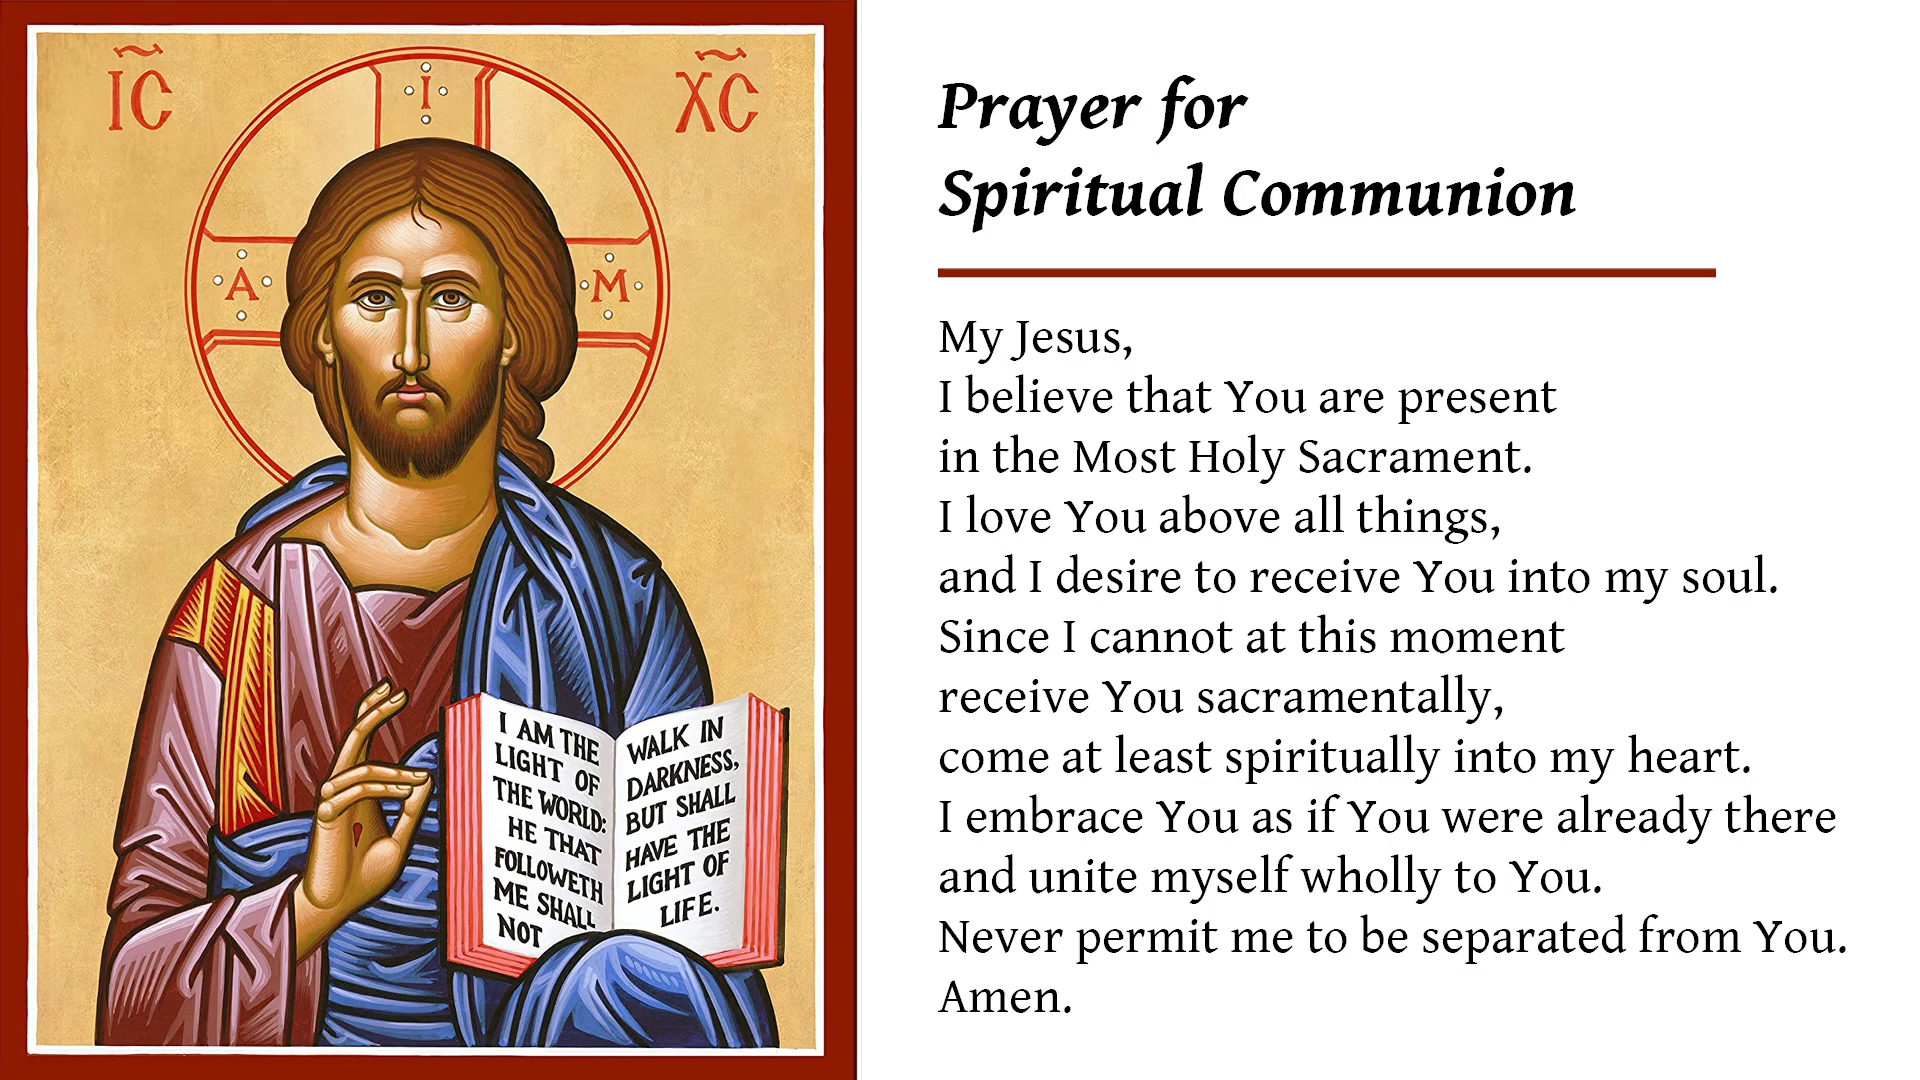 IC
XC
I
A
M
I AM THE
LIGHT OF
THE WORLD:
HE THAT
FOLLOWETH
ME SHALL
NOT
WALK IN
DARKNESS,
BUT SHALL
HAVE THE
LIGHT OF
LIFE.
Prayer for
Spiritual Communion
My Jesus,
I believe that You are present
in the Most Holy Sacrament.
I love You above all things,
and I desire to receive You into my soul.
Since I cannot at this moment
receive You sacramentally,
come at least spiritually into my heart.
I embrace You as if You were already there
and unite myself wholly to You.
Never permit me to be separated from You.
Amen.